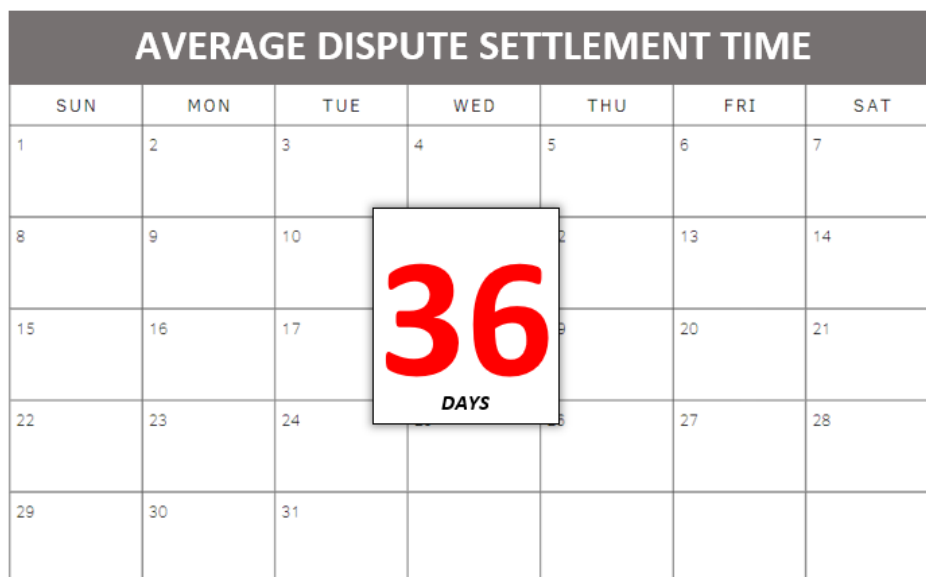 AVERAGE DISPUTE SETTLEMENT TIME
SUN MON TUE WED THU FRI SAT
1 2 3 4 5 6 7
8 9 10 13 14
36
15 16 17 20 21
DAYS
22 23 24 27 28
29 30 31